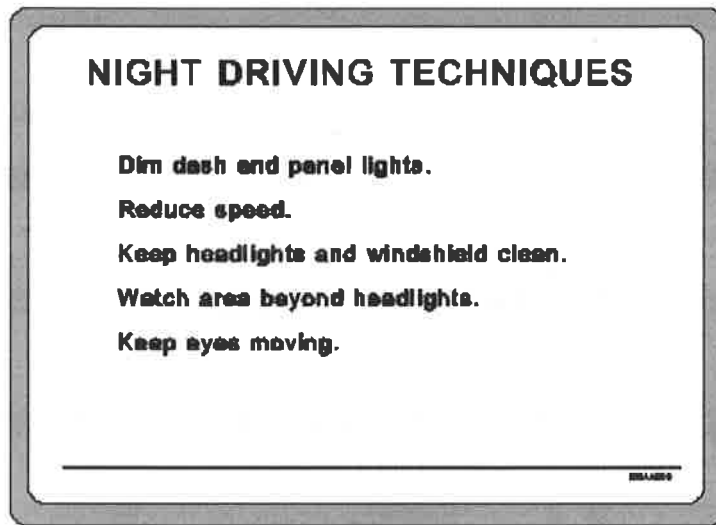 NIGHT DRIVING TECHNIQUES
Dim dash and panel lights.
Reduce speed.
Keep headlights and windshield clean.
Watch area beyond headlights.
Keep eyes moving.